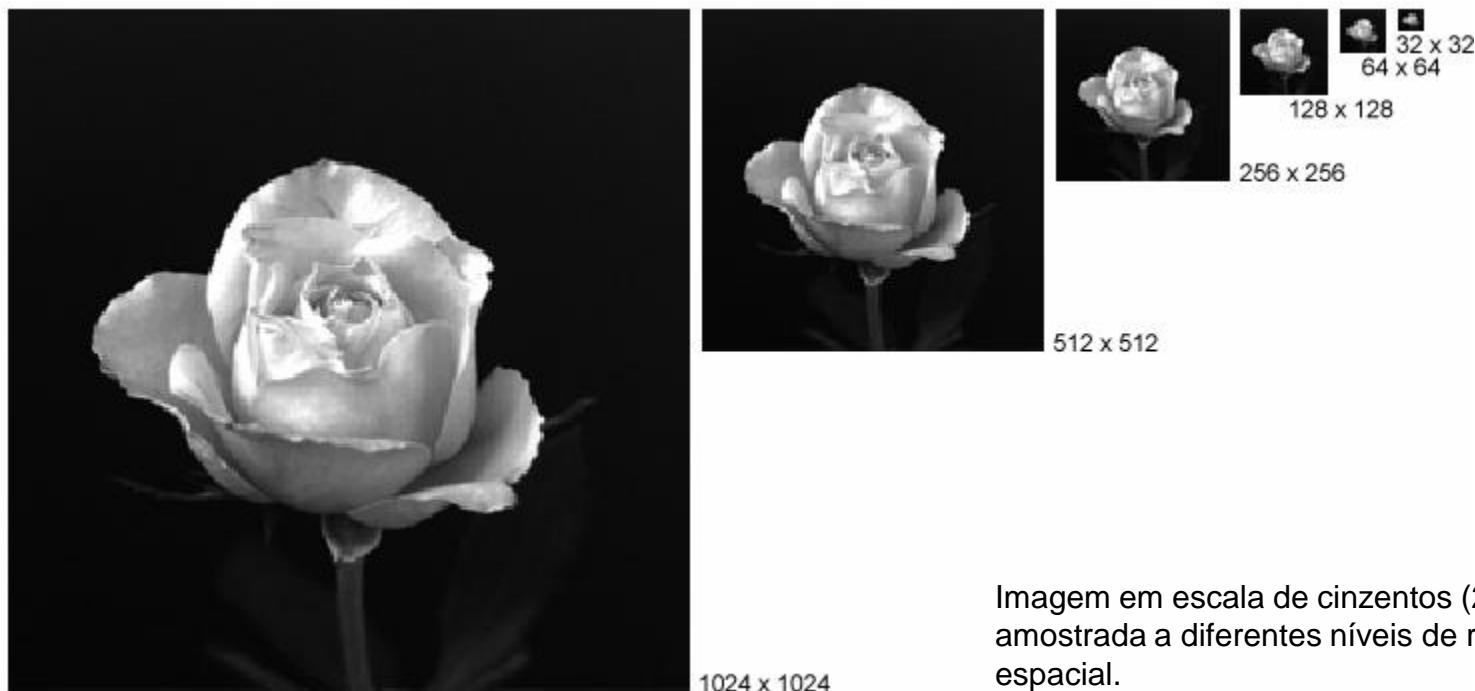 32 x 32
64 x 64
128 x 128
256 x 256
512 x 512
1024 x 1024
Imagem em escala de cinzentos
amostrada a diferentes níveis de
espacial.